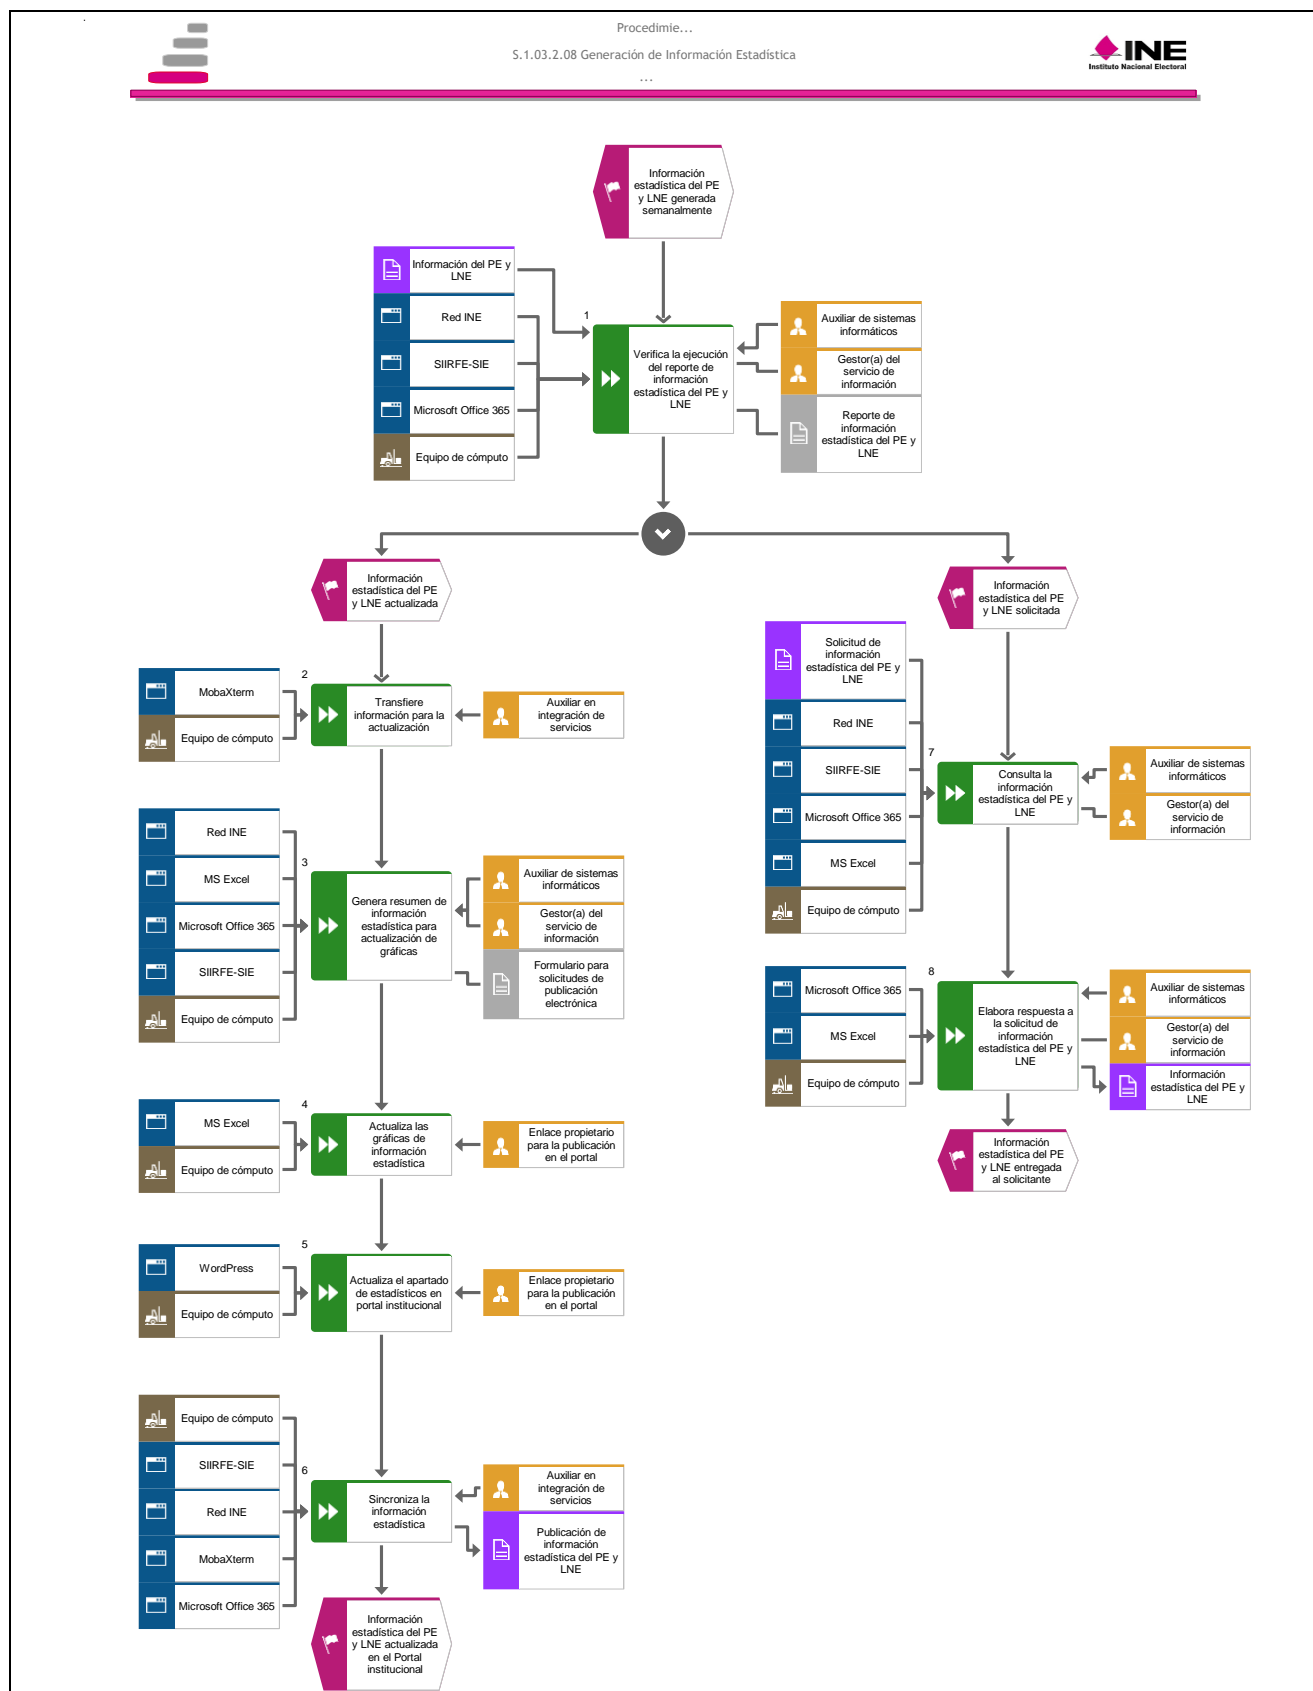 Procedimie...
S.1.03.2.08 Generación de Información Estadística
...
INE
Instituto Nacional Electoral
Información
estadística del PE
y LNE generada
semanalmente
Información del PE y
LNE
Red INE
SIIRFE-SIE
Microsoft Office 365
Equipo de cómputo
1
Verifica la ejecución
del reporte de
información
estadística del PE y
LNE
Auxiliar de sistemas
informáticos
Gestor(a) del
servicio de
información
Reporte de
información
estadística del PE y
LNE
Información
estadística del PE
y LNE actualizada
MobaXterm
Equipo de cómputo
2
Transfiere
información para la
actualización
Auxiliar en
integración de
servicios
Red INE
MS Excel
Microsoft Office 365
SIIRFE-SIE
Equipo de cómputo
3
Genera resumen de
información
estadística para
actualización de
gráficas
Auxiliar de sistemas
informáticos
Gestor(a) del
servicio de
información
Formulario para
solicitudes de
publicación
electrónica
MS Excel
Equipo de cómputo
4
Actualiza las
gráficas de
información
estadística
Enlace propietario
para la publicación
en el portal
WordPress
Equipo de cómputo
5
Actualiza el apartado
de estadísticos en
portal institucional
Enlace propietario
para la publicación
en el portal
Equipo de cómputo
SIIRFE-SIE
Red INE
MobaXterm
Microsoft Office 365
6
Sincroniza la
información
estadística
Auxiliar en
integración de
servicios
Publicación de
información
estadística del PE y
LNE
Información
estadística del PE
y LNE actualizada
en el Portal
institucional
Información
estadística del PE
y LNE solicitada
Solicitud de
información
estadística del PE y
LNE
Red INE
SIIRFE-SIE
Microsoft Office 365
MS Excel
Equipo de cómputo
7
Consulta la
información
estadística del PE y
LNE
Auxiliar de sistemas
informáticos
Gestor(a) del
servicio de
información
Microsoft Office 365
MS Excel
Equipo de cómputo
8
Elabora respuesta a
la solicitud de
información
estadística del PE y
LNE
Auxiliar de sistemas
informáticos
Gestor(a) del
servicio de
información
Información
estadística del PE y
LNE
Información
estadística del PE
y LNE entregada
al solicitante